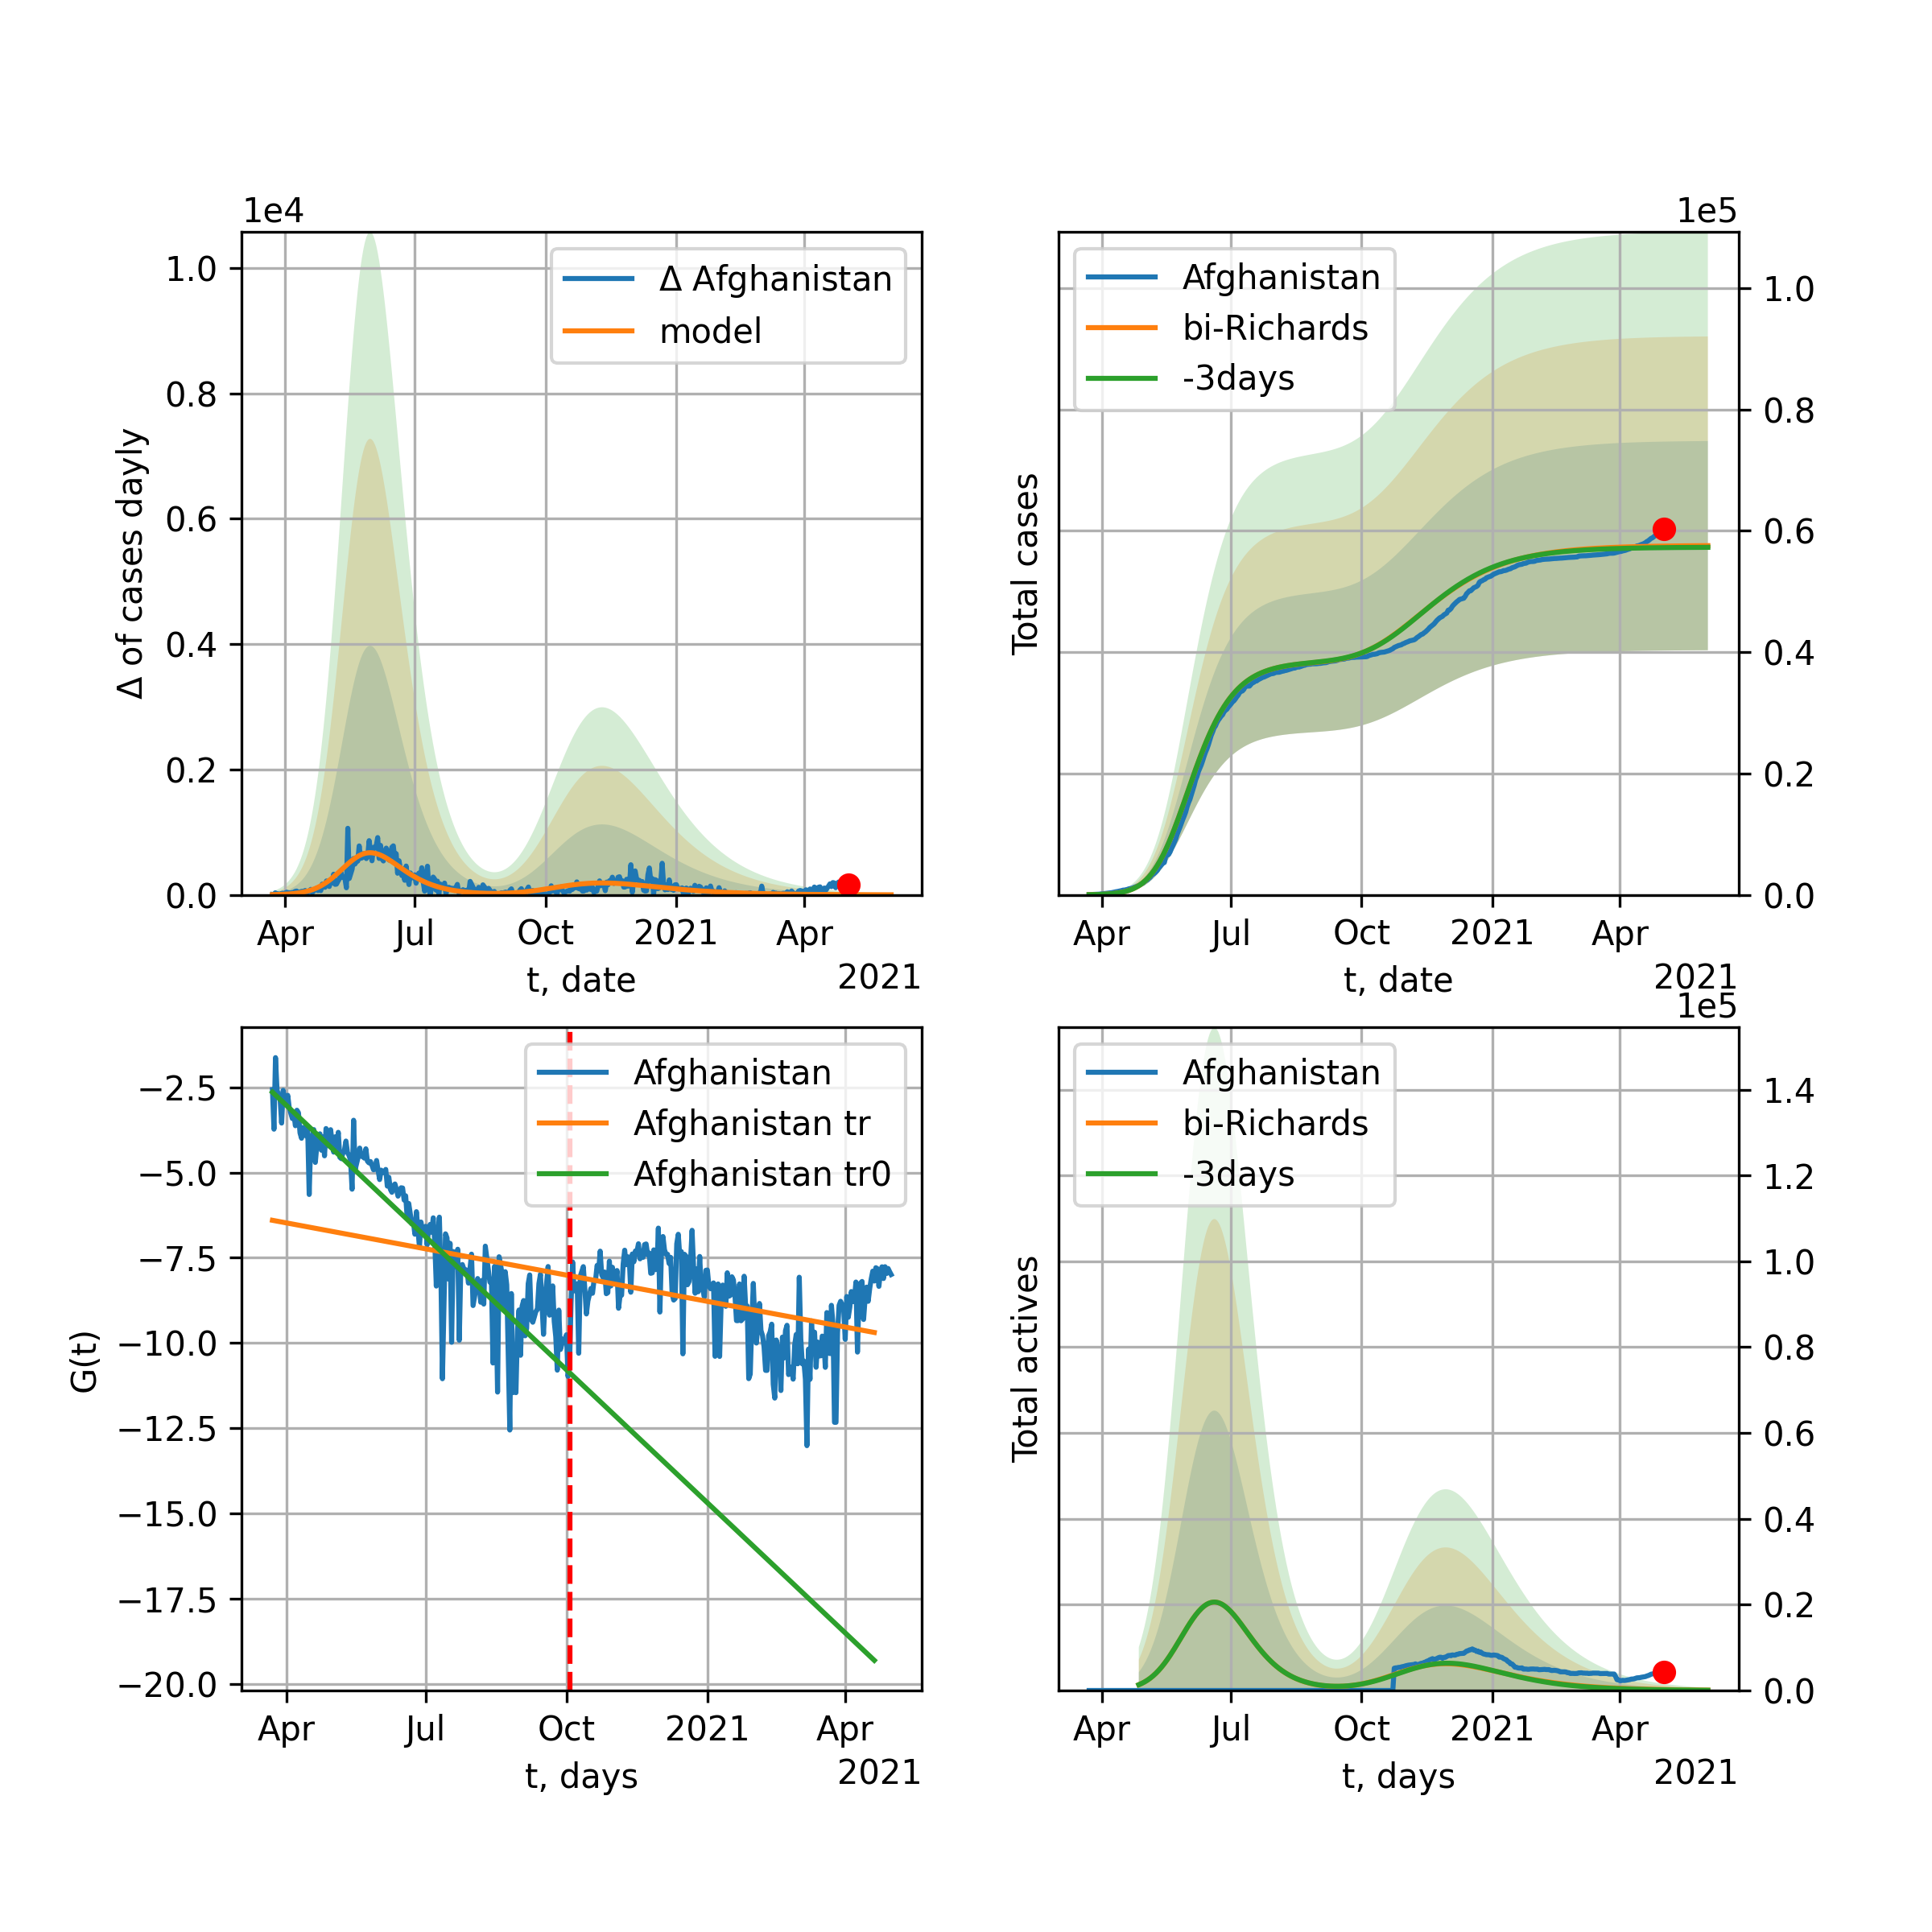 1e4
Δ of cases dayly
1.0
0.8
0.6
0.4
0.2
0.0
Δ Afghanistan
model
Apr
Jul
Oct
2021
Apr
t, date
2021
1e5
Total cases
Afghanistan
bi-Richards
-3days
1.0
0.8
0.6
0.4
0.2
0.0
Apr
Jul
Oct
2021
Apr
t, date
2021
G(t)
−2.5
−5.0
−7.5
−10.0
−12.5
−15.0
−17.5
−20.0
Afghanistan
Afghanistan tr
Afghanistan tr0
Apr
Jul
Oct
2021
Apr
t, days
2021
1e5
Total actives
Afghanistan
bi-Richards
-3days
1.4
1.2
1.0
0.8
0.6
0.4
0.2
0.0
Apr
Jul
Oct
2021
Apr
t, days
2021